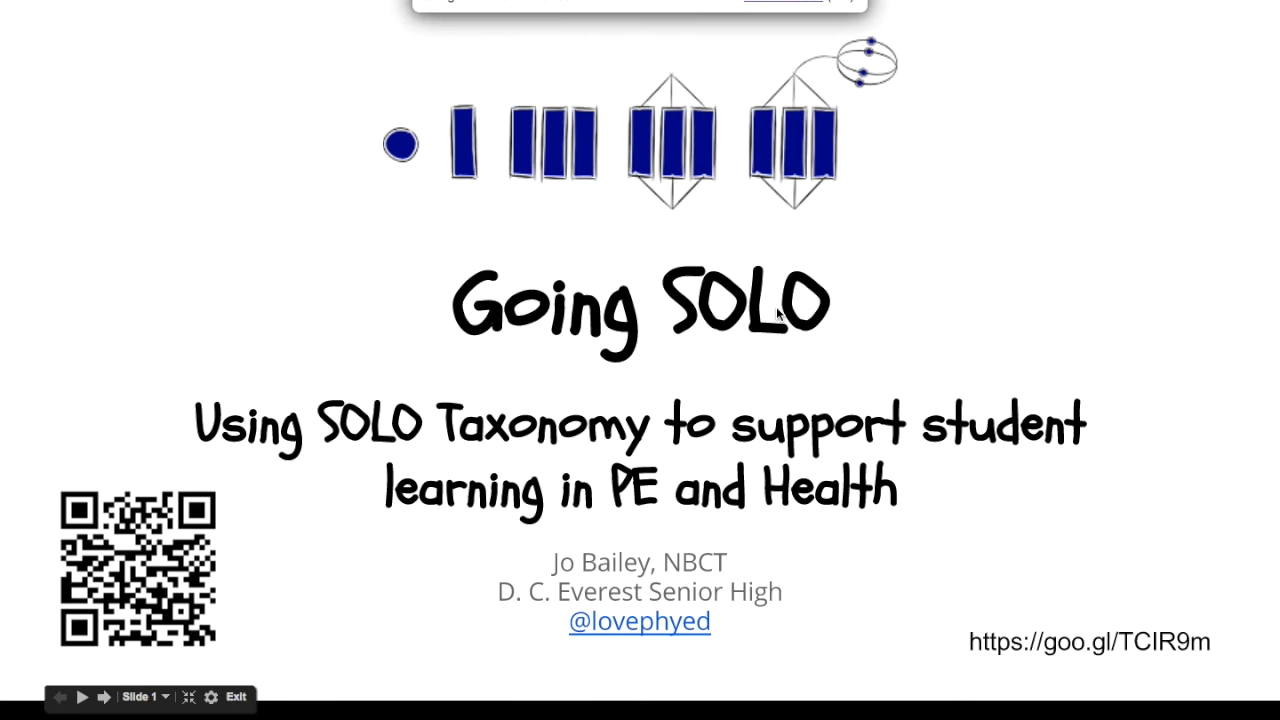 Going SOLO
Using SOLO Taxonomy to support student
learning in PE and Health
Jo Bailey, NBCT
D. C. Everest Senior High
@lovephyed
https://goo.gl/TCIR9m
Slide 1
Exit